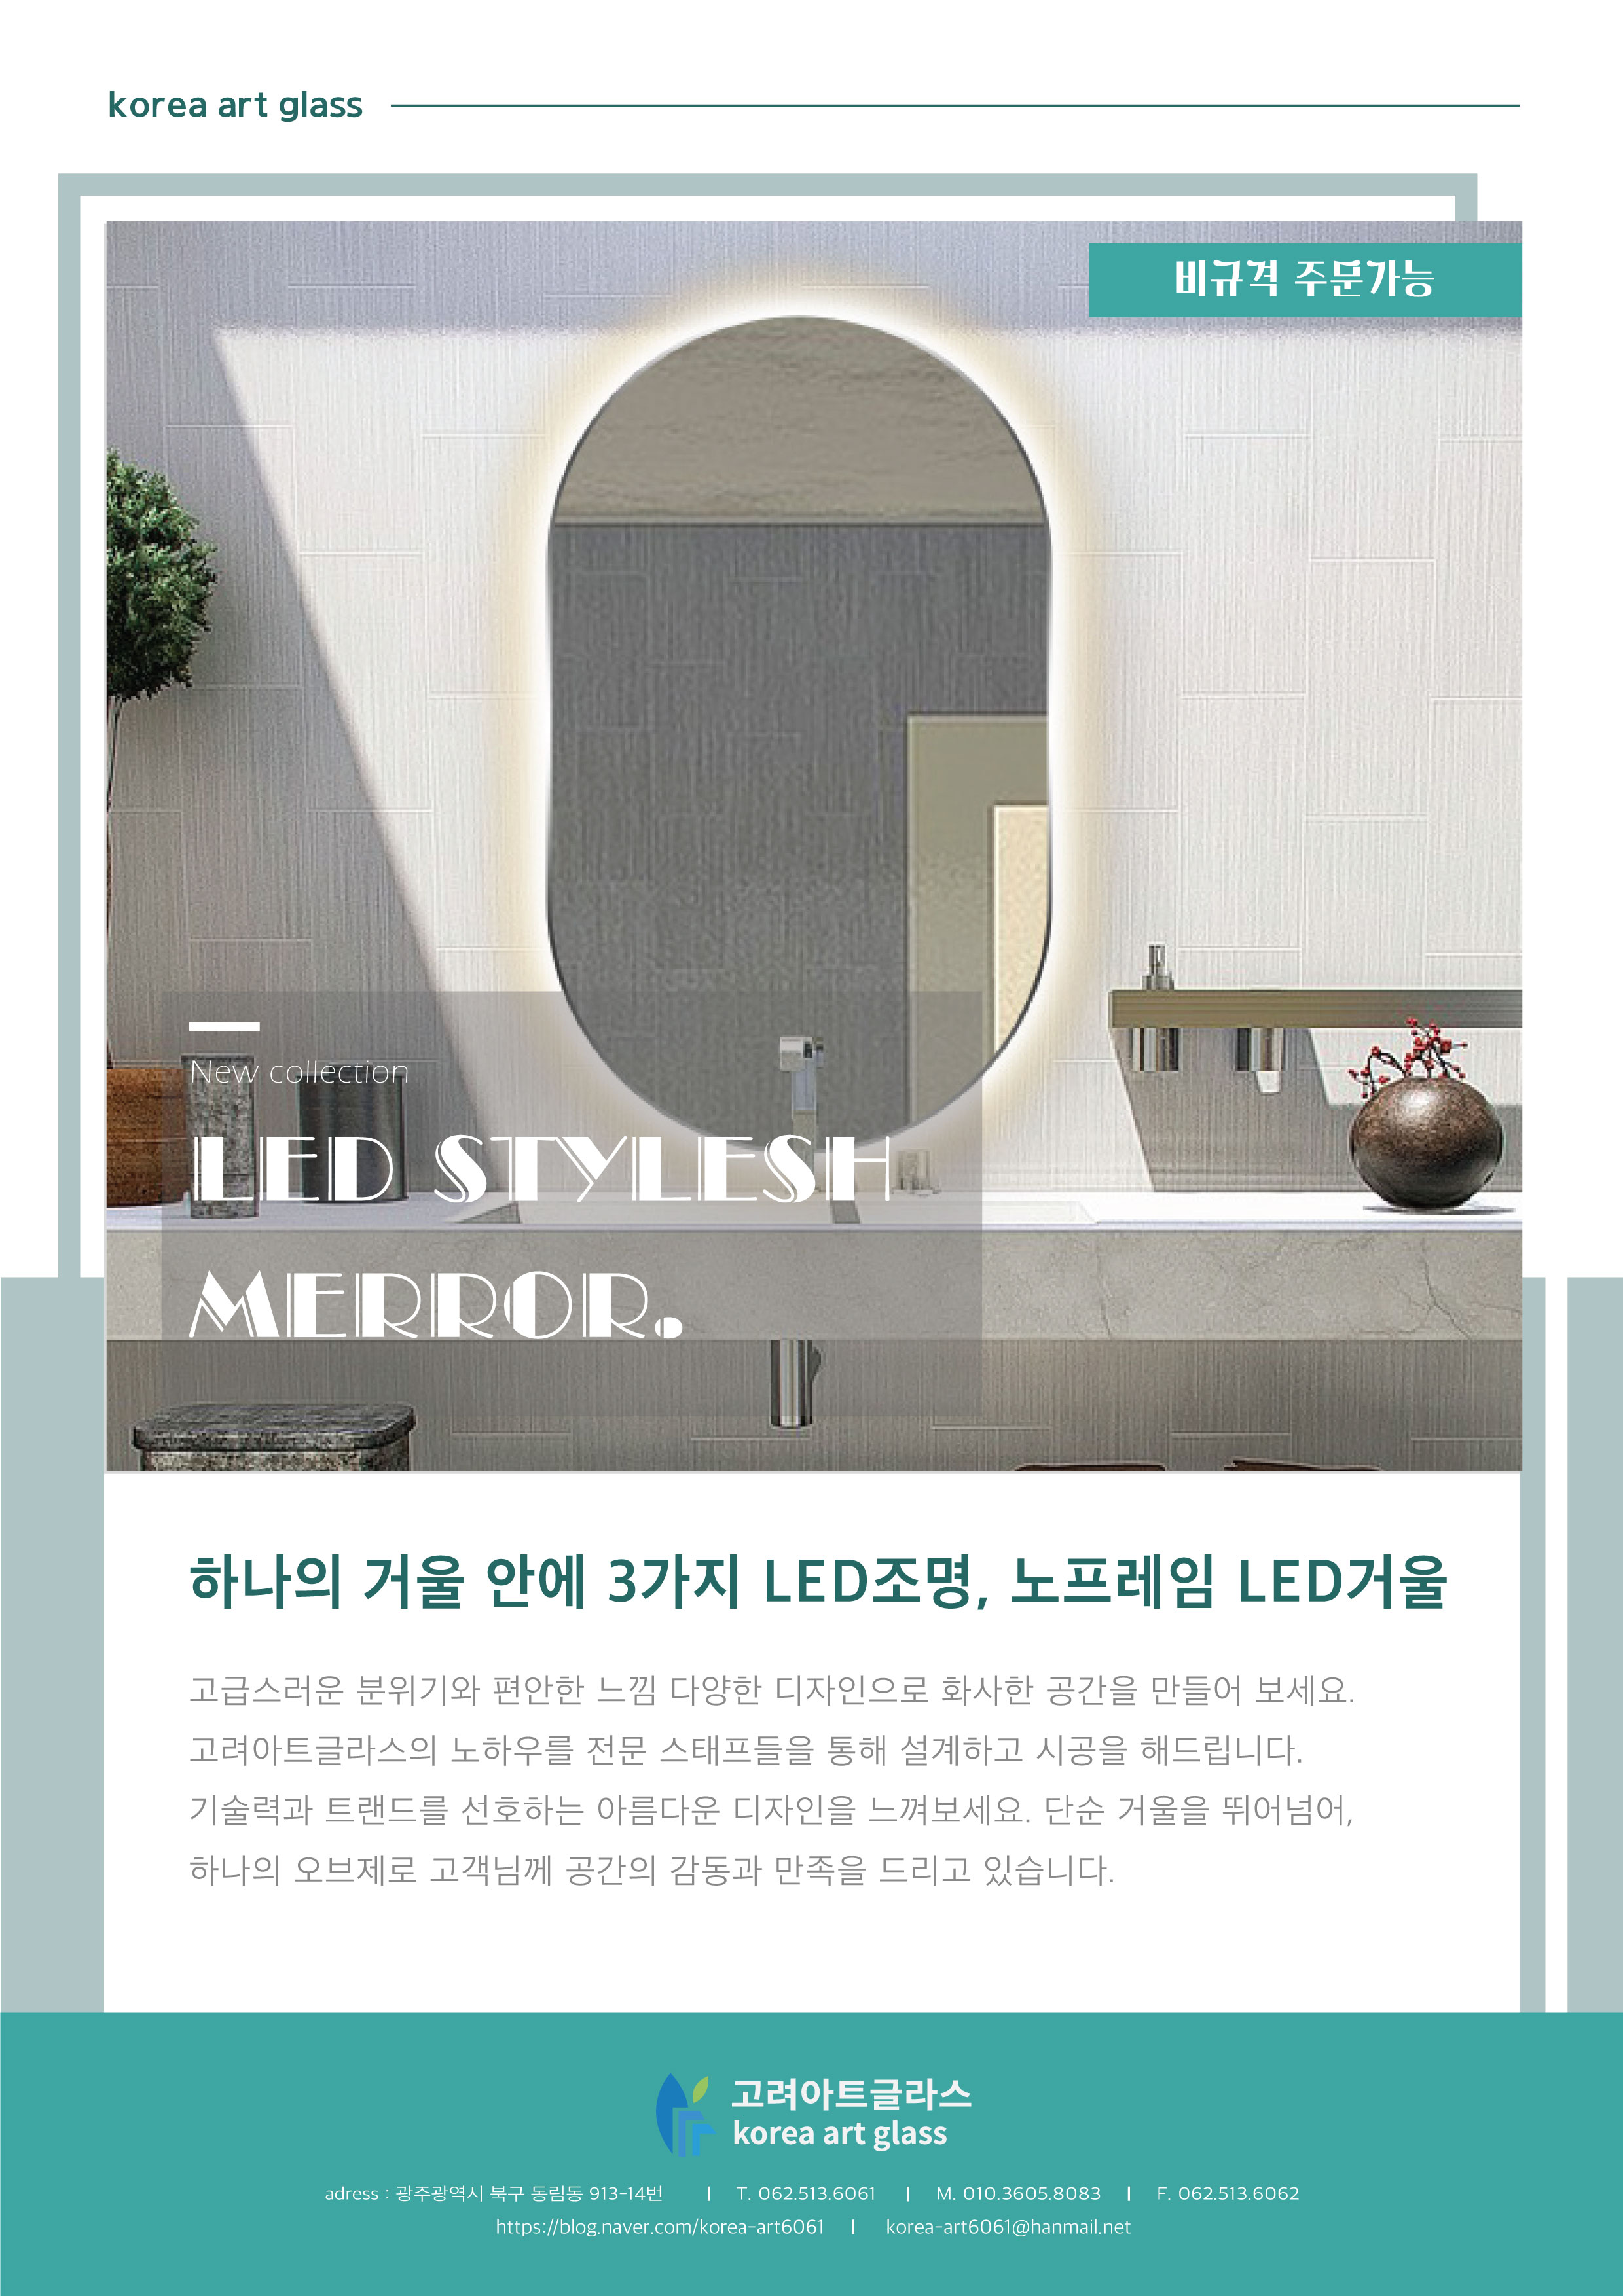 korea art glass
비규격 주문가능
New collection
LED STYLESH
MERROR.
하나의 거울 안에 3가지 LED조명, 노프레임 LED거울
고급스러운 분위기와 편안한 느낌 다양한 디자인으로 화사한 공간을 만들어 보세요.
고려아트글라스의 노하우를 전문 스태프들을 통해 설계하고 시공을 해드립니다.
기술력과 트랜드를 선호하는 아름다운 디자인을 느껴보세요. 단순 거울을 뛰어넘어,
하나의 오브제로 고객님께 공간의 감동과 만족을 드리고 있습니다.
고려아트글라스
korea art glass
adress : 광주광역시 북구 동림동 913-14번 | T. 062.513.6061 | M. 010.3605.8083 | F. 062.513.6062
https://blog.naver.com/korea-art6061 | korea-art6061@hanmail.net